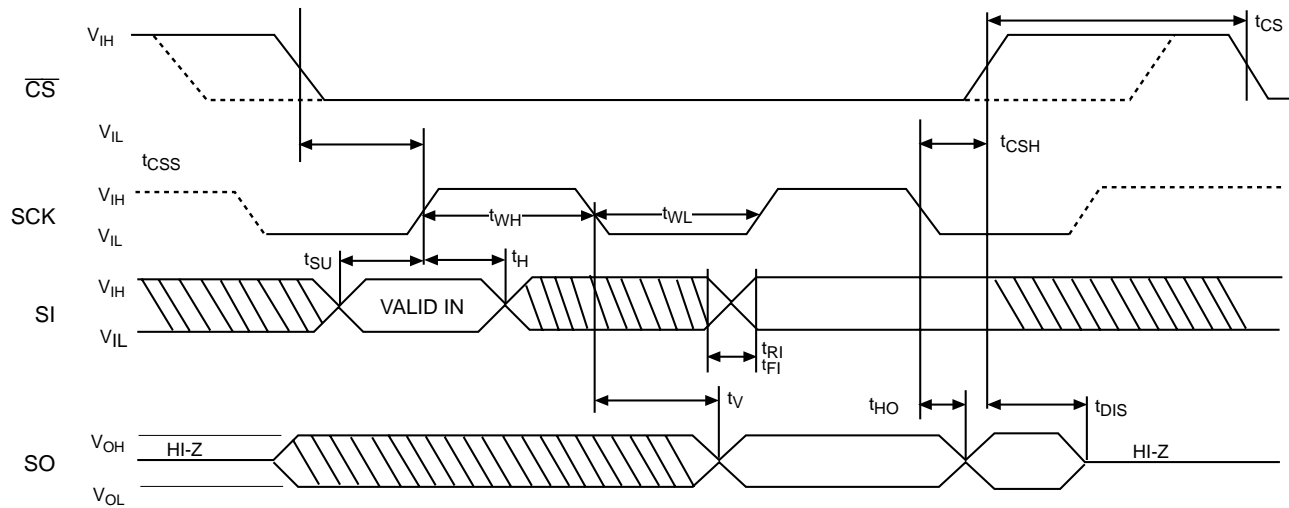 tCS
VIH
CS
VIL
tCSS
tCSH
VIH
SCK
tWH
tWL
VIL
tSU
tH
VIH
SI
VALID IN
VIL
tRI
tFI
tV
tHO
tDIS
VOH
HI-Z
HI-Z
SO
VOL